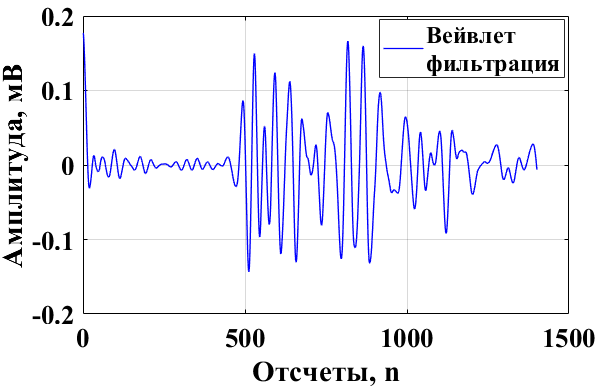 0.2
Вейвлет
фильтрация
0.1
0
-0.1
-0.2
Амплитуда, мВ
0 500 1000 1500
Отсчеты, n